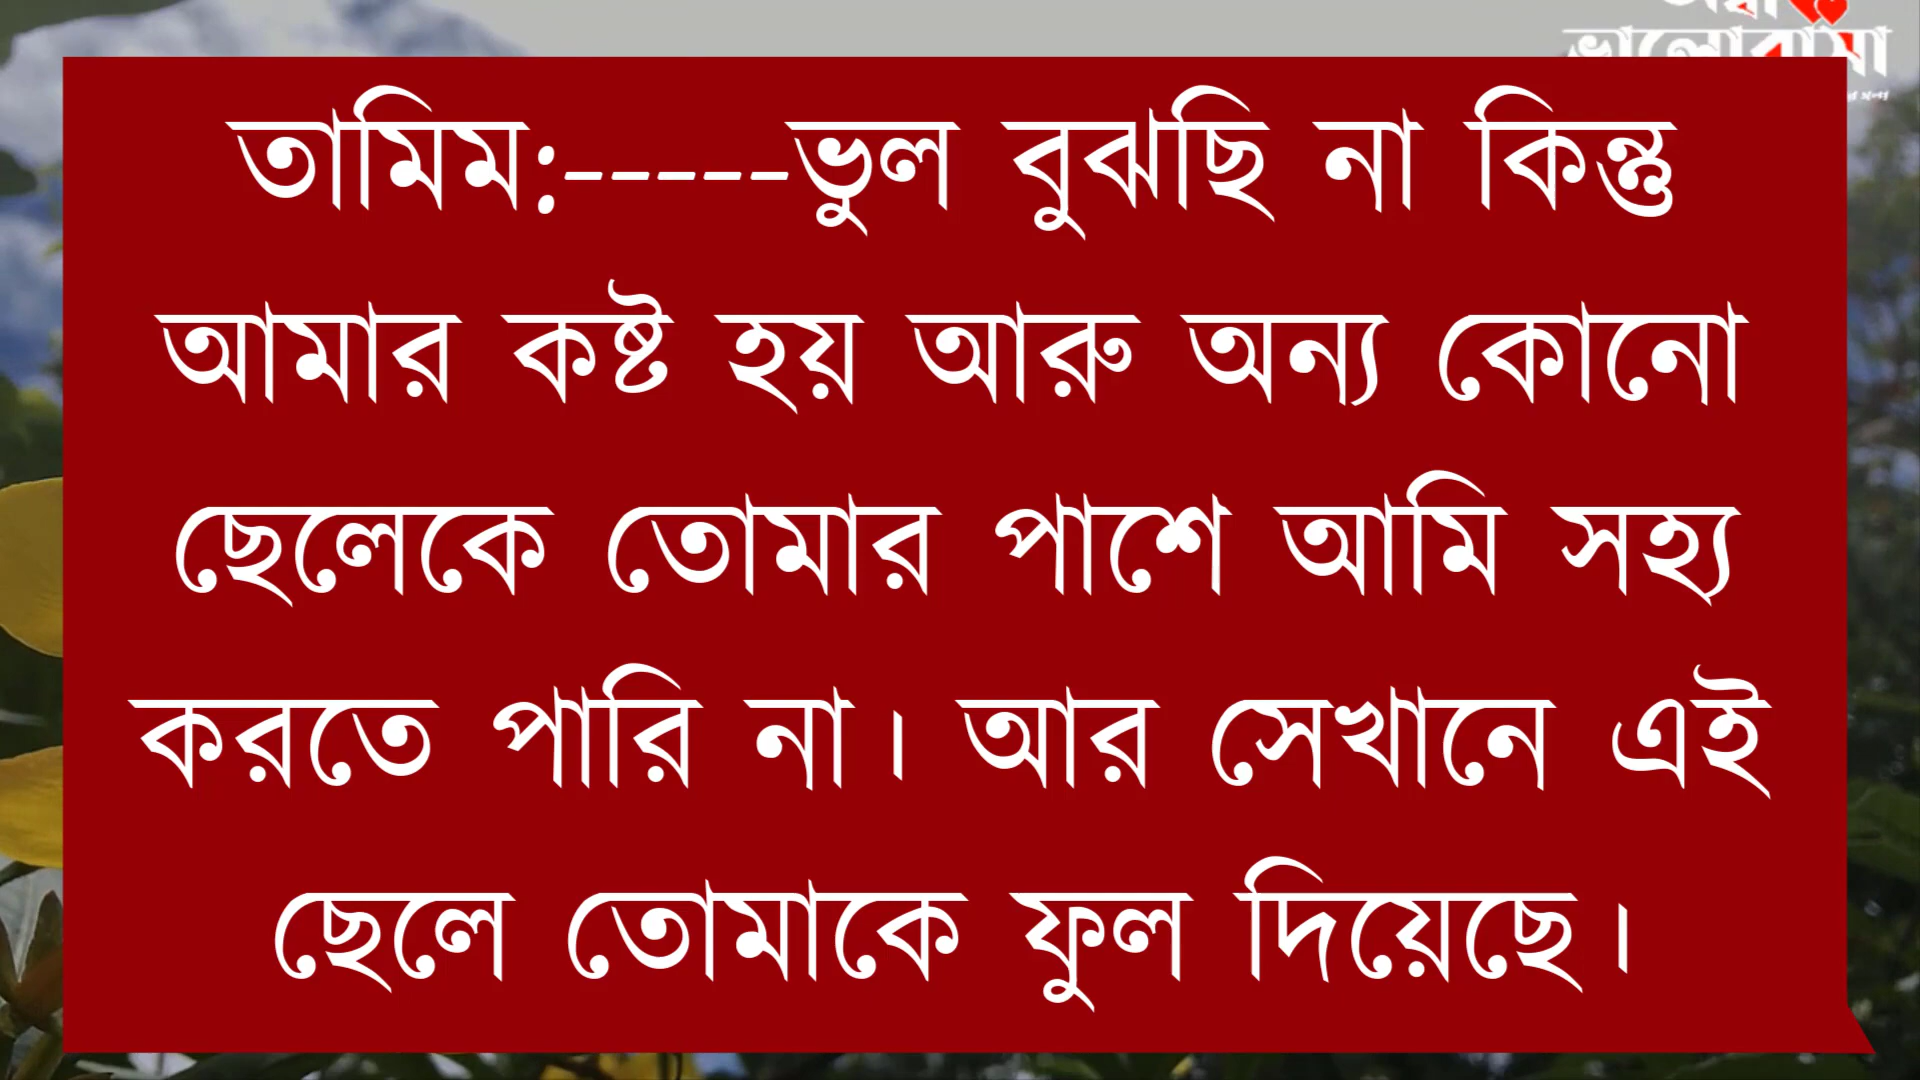 ভালোবাসা
তামিম:-----ভুল বুঝছি না কিন্তু
আমার কষ্ট হয় আরু অন্য কোনো
ছেলেকে তোমার পাশে আমি সহ্য
করতে পারি না। আর সেখানে এই
ছেলে তোমাকে ফুল দিয়েছে।